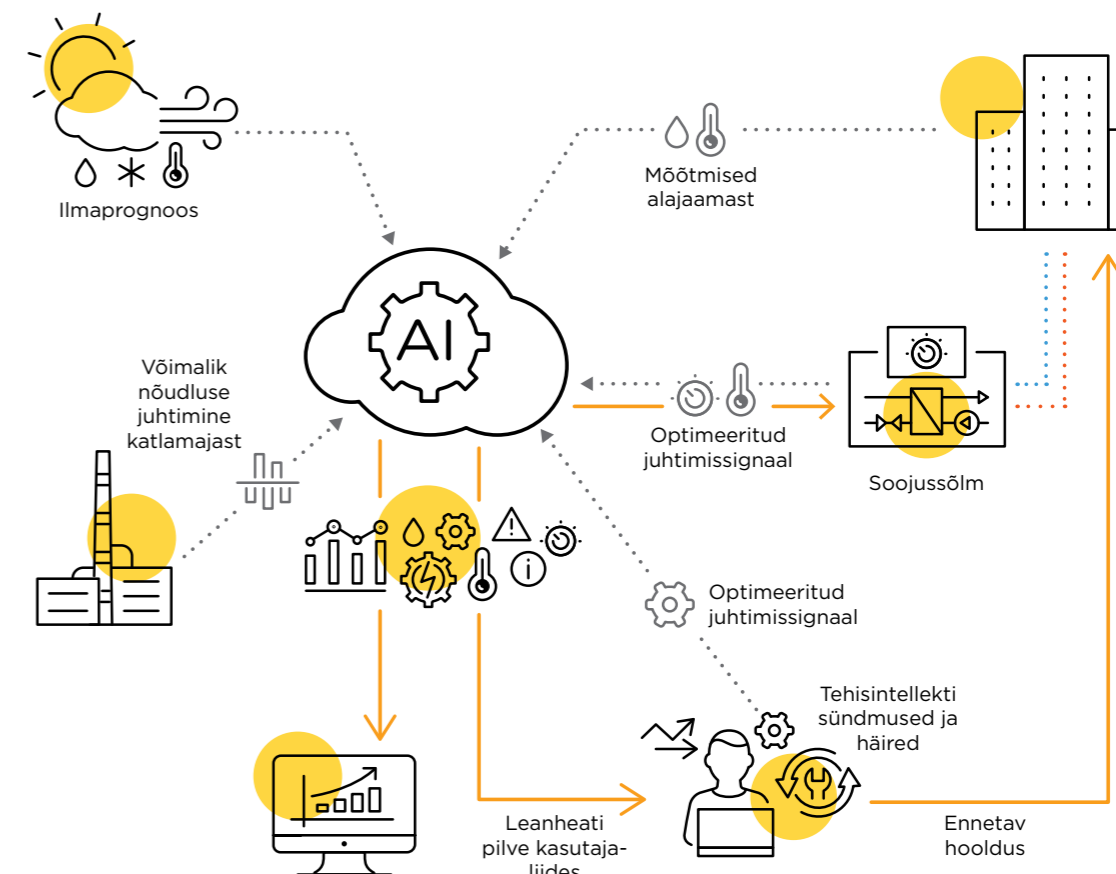 Ilmaprognoos
Mõõtmised
alajaamast
AI
Võimalik
nõudluse
juhtimine
katlamajast
Optimeeritud
juhtimissignaal
Soojussõlm
i
Optimeeritud
juhtimissignaal
Tehisintellekti
sündmused ja
häired
Leanheati
pilve kasutaja-
liides
Ennetav
hooldus